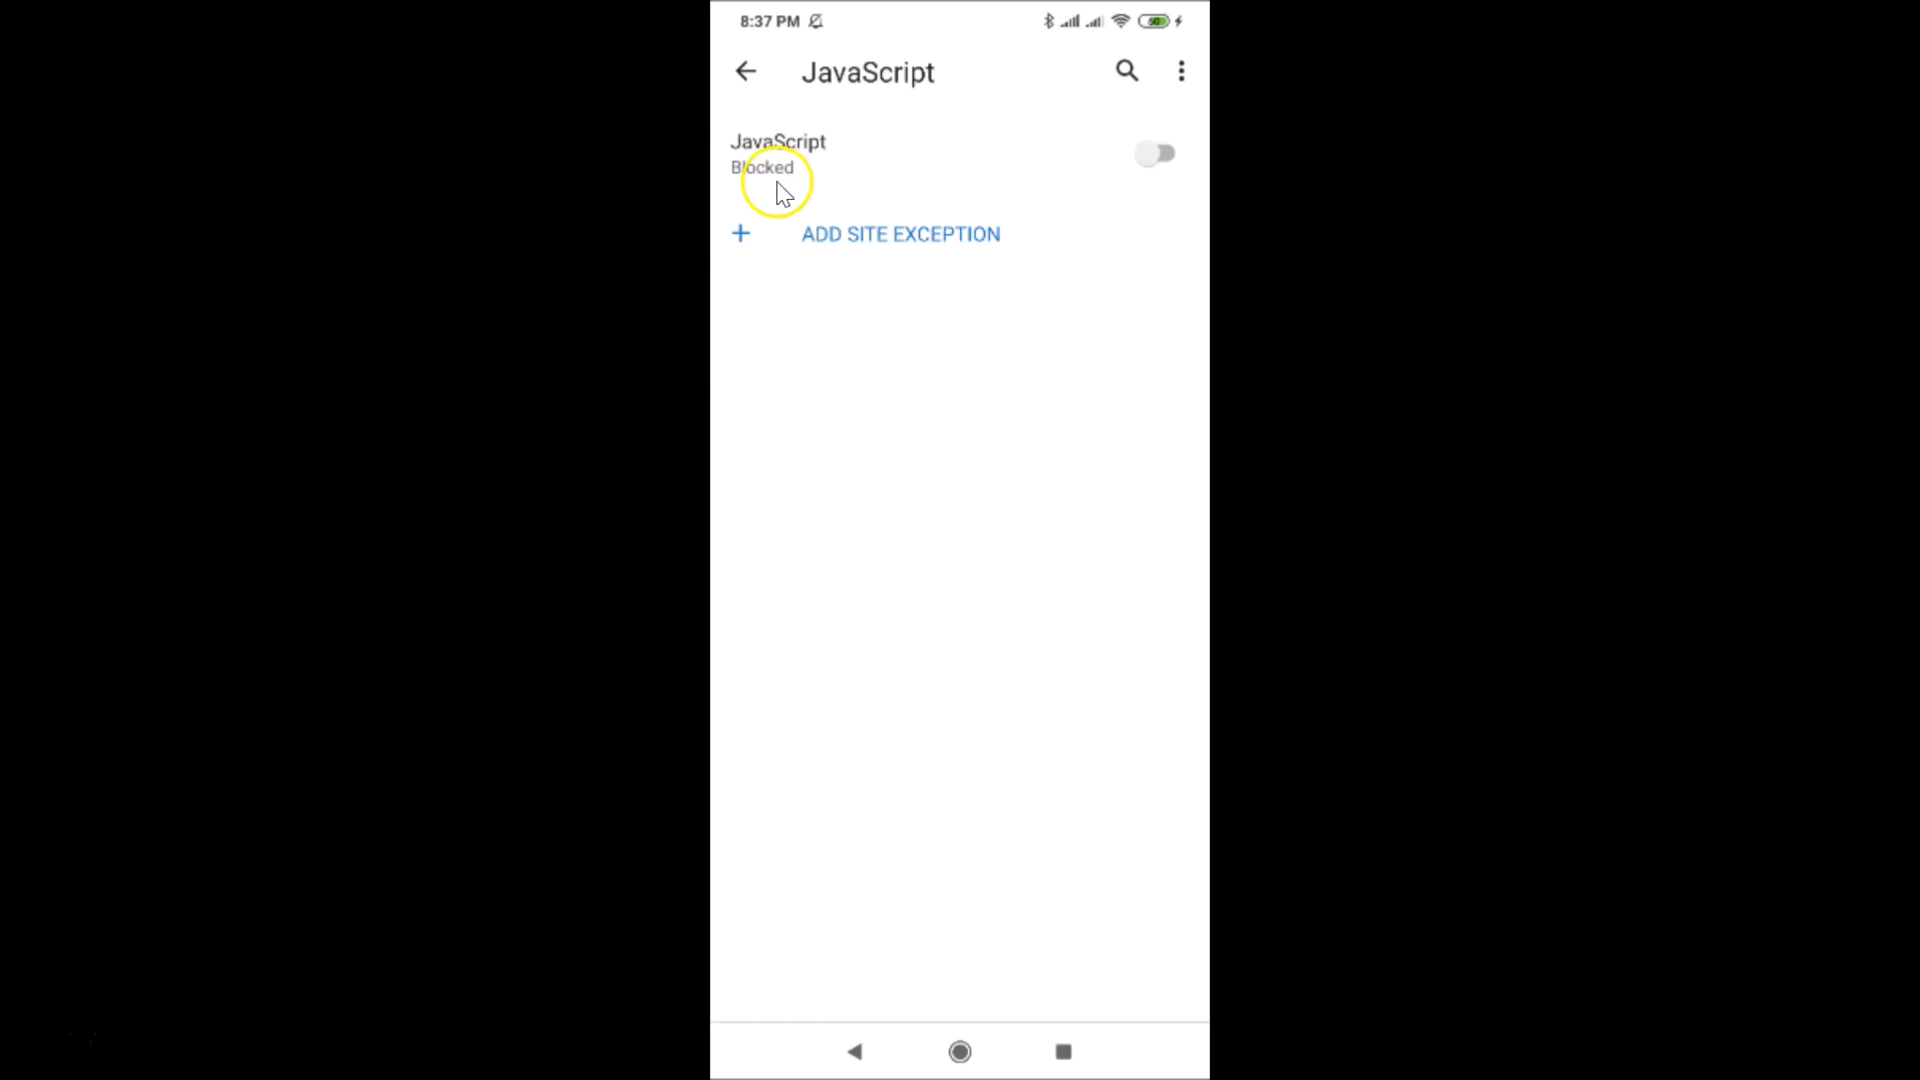 8:37 PM
JavaScript
JavaScript
Blocked
ADD SITE EXCEPTION